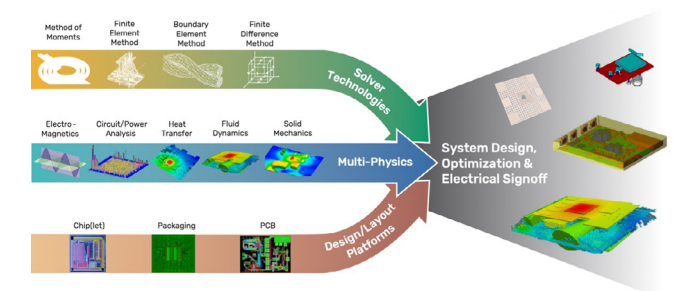 Method of
Moments
Finite
Element
Method
Boundary
Element
Method
Finite
Difference
Method
Solver
Technologies
Electro-
Magnetics
Circuit/Power
Analysis
Heat
Transfer
Fluid
Dynamics
Solid
Mechanics
Multi-Physics
System Design,
Optimization &
Electrical Signoff
Chip(let)
Packaging
PCB
Design/Layout
Platforms